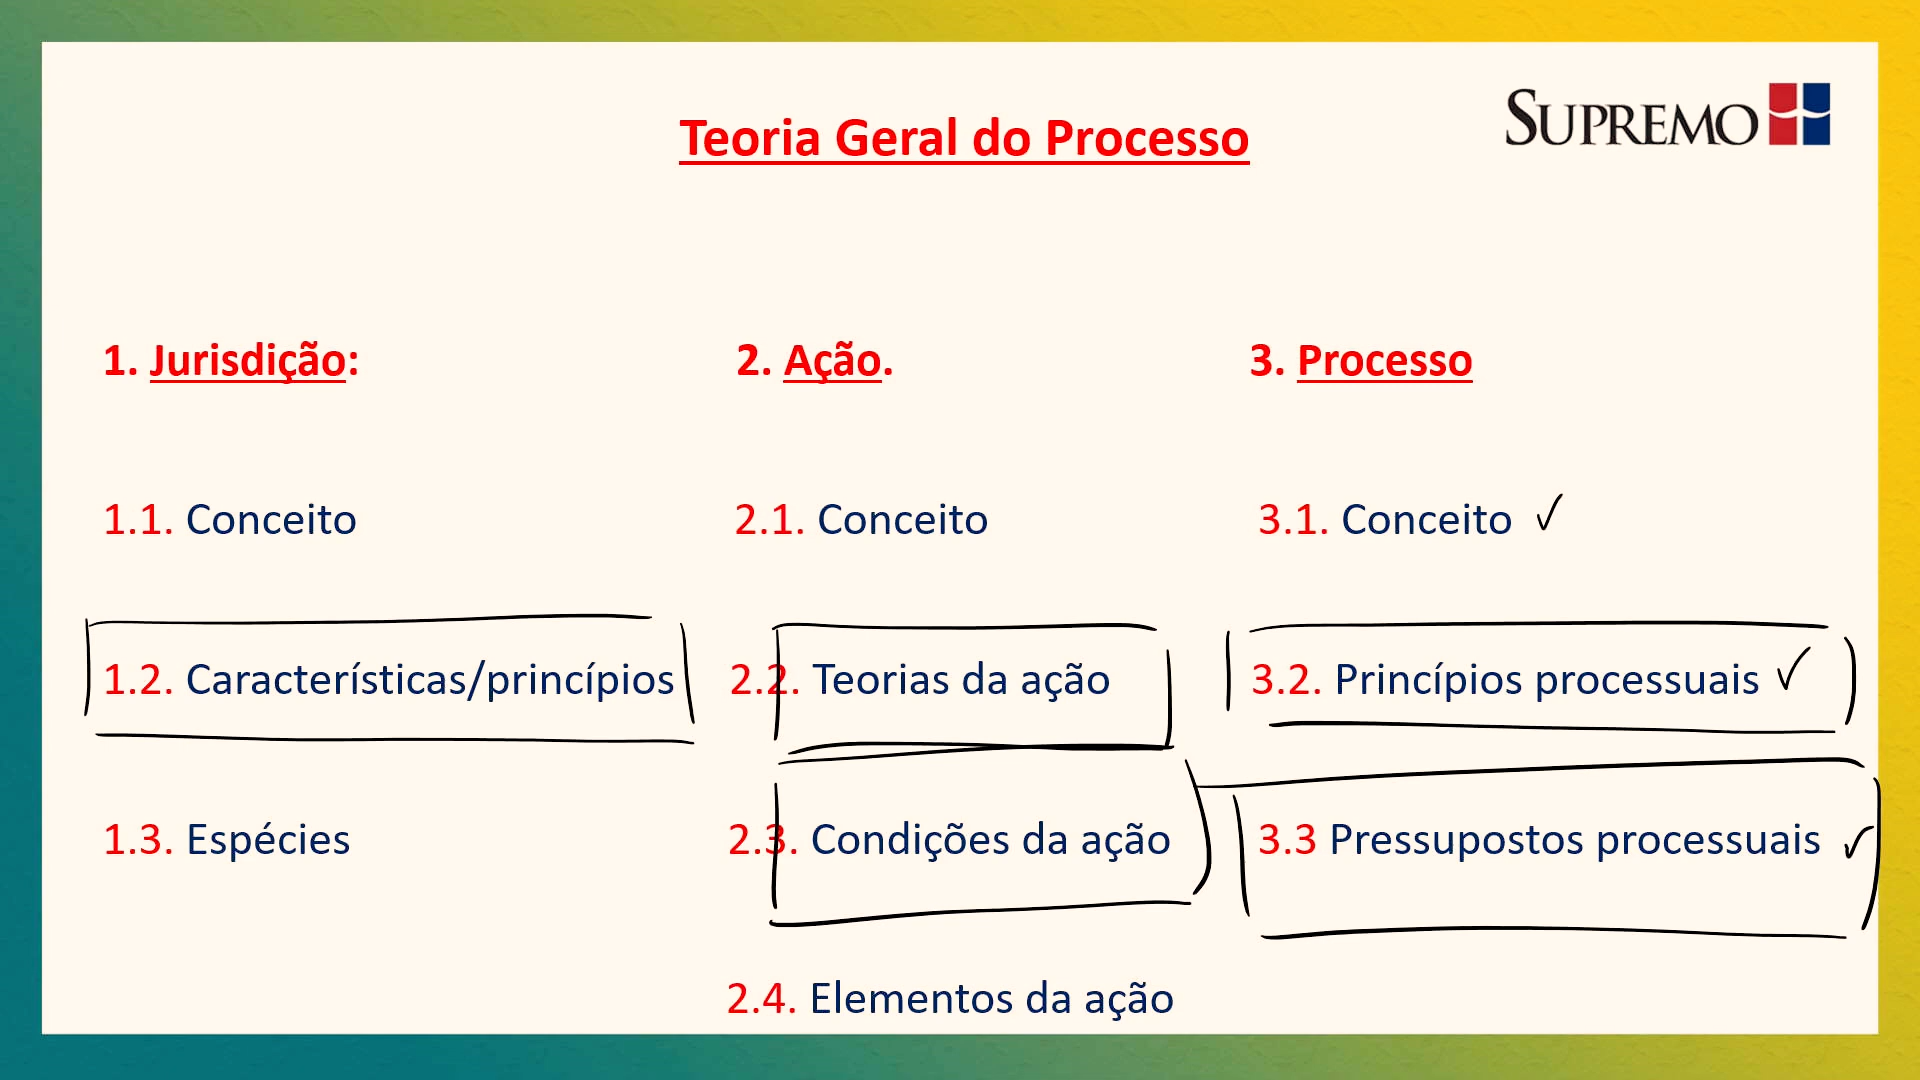 SUPREMO
Teoria Geral do Processo
1. Jurisdição:
1.1. Conceito
1.2. Características/princípios
1.3. Espécies
2. Ação.
2.1. Conceito
2.2. Teorias da ação
2.3. Condições da ação
2.4. Elementos da ação
3. Processo
3.1. Conceito ✓
3.2. Princípios processuais ✓
3.3 Pressupostos processuais ✓